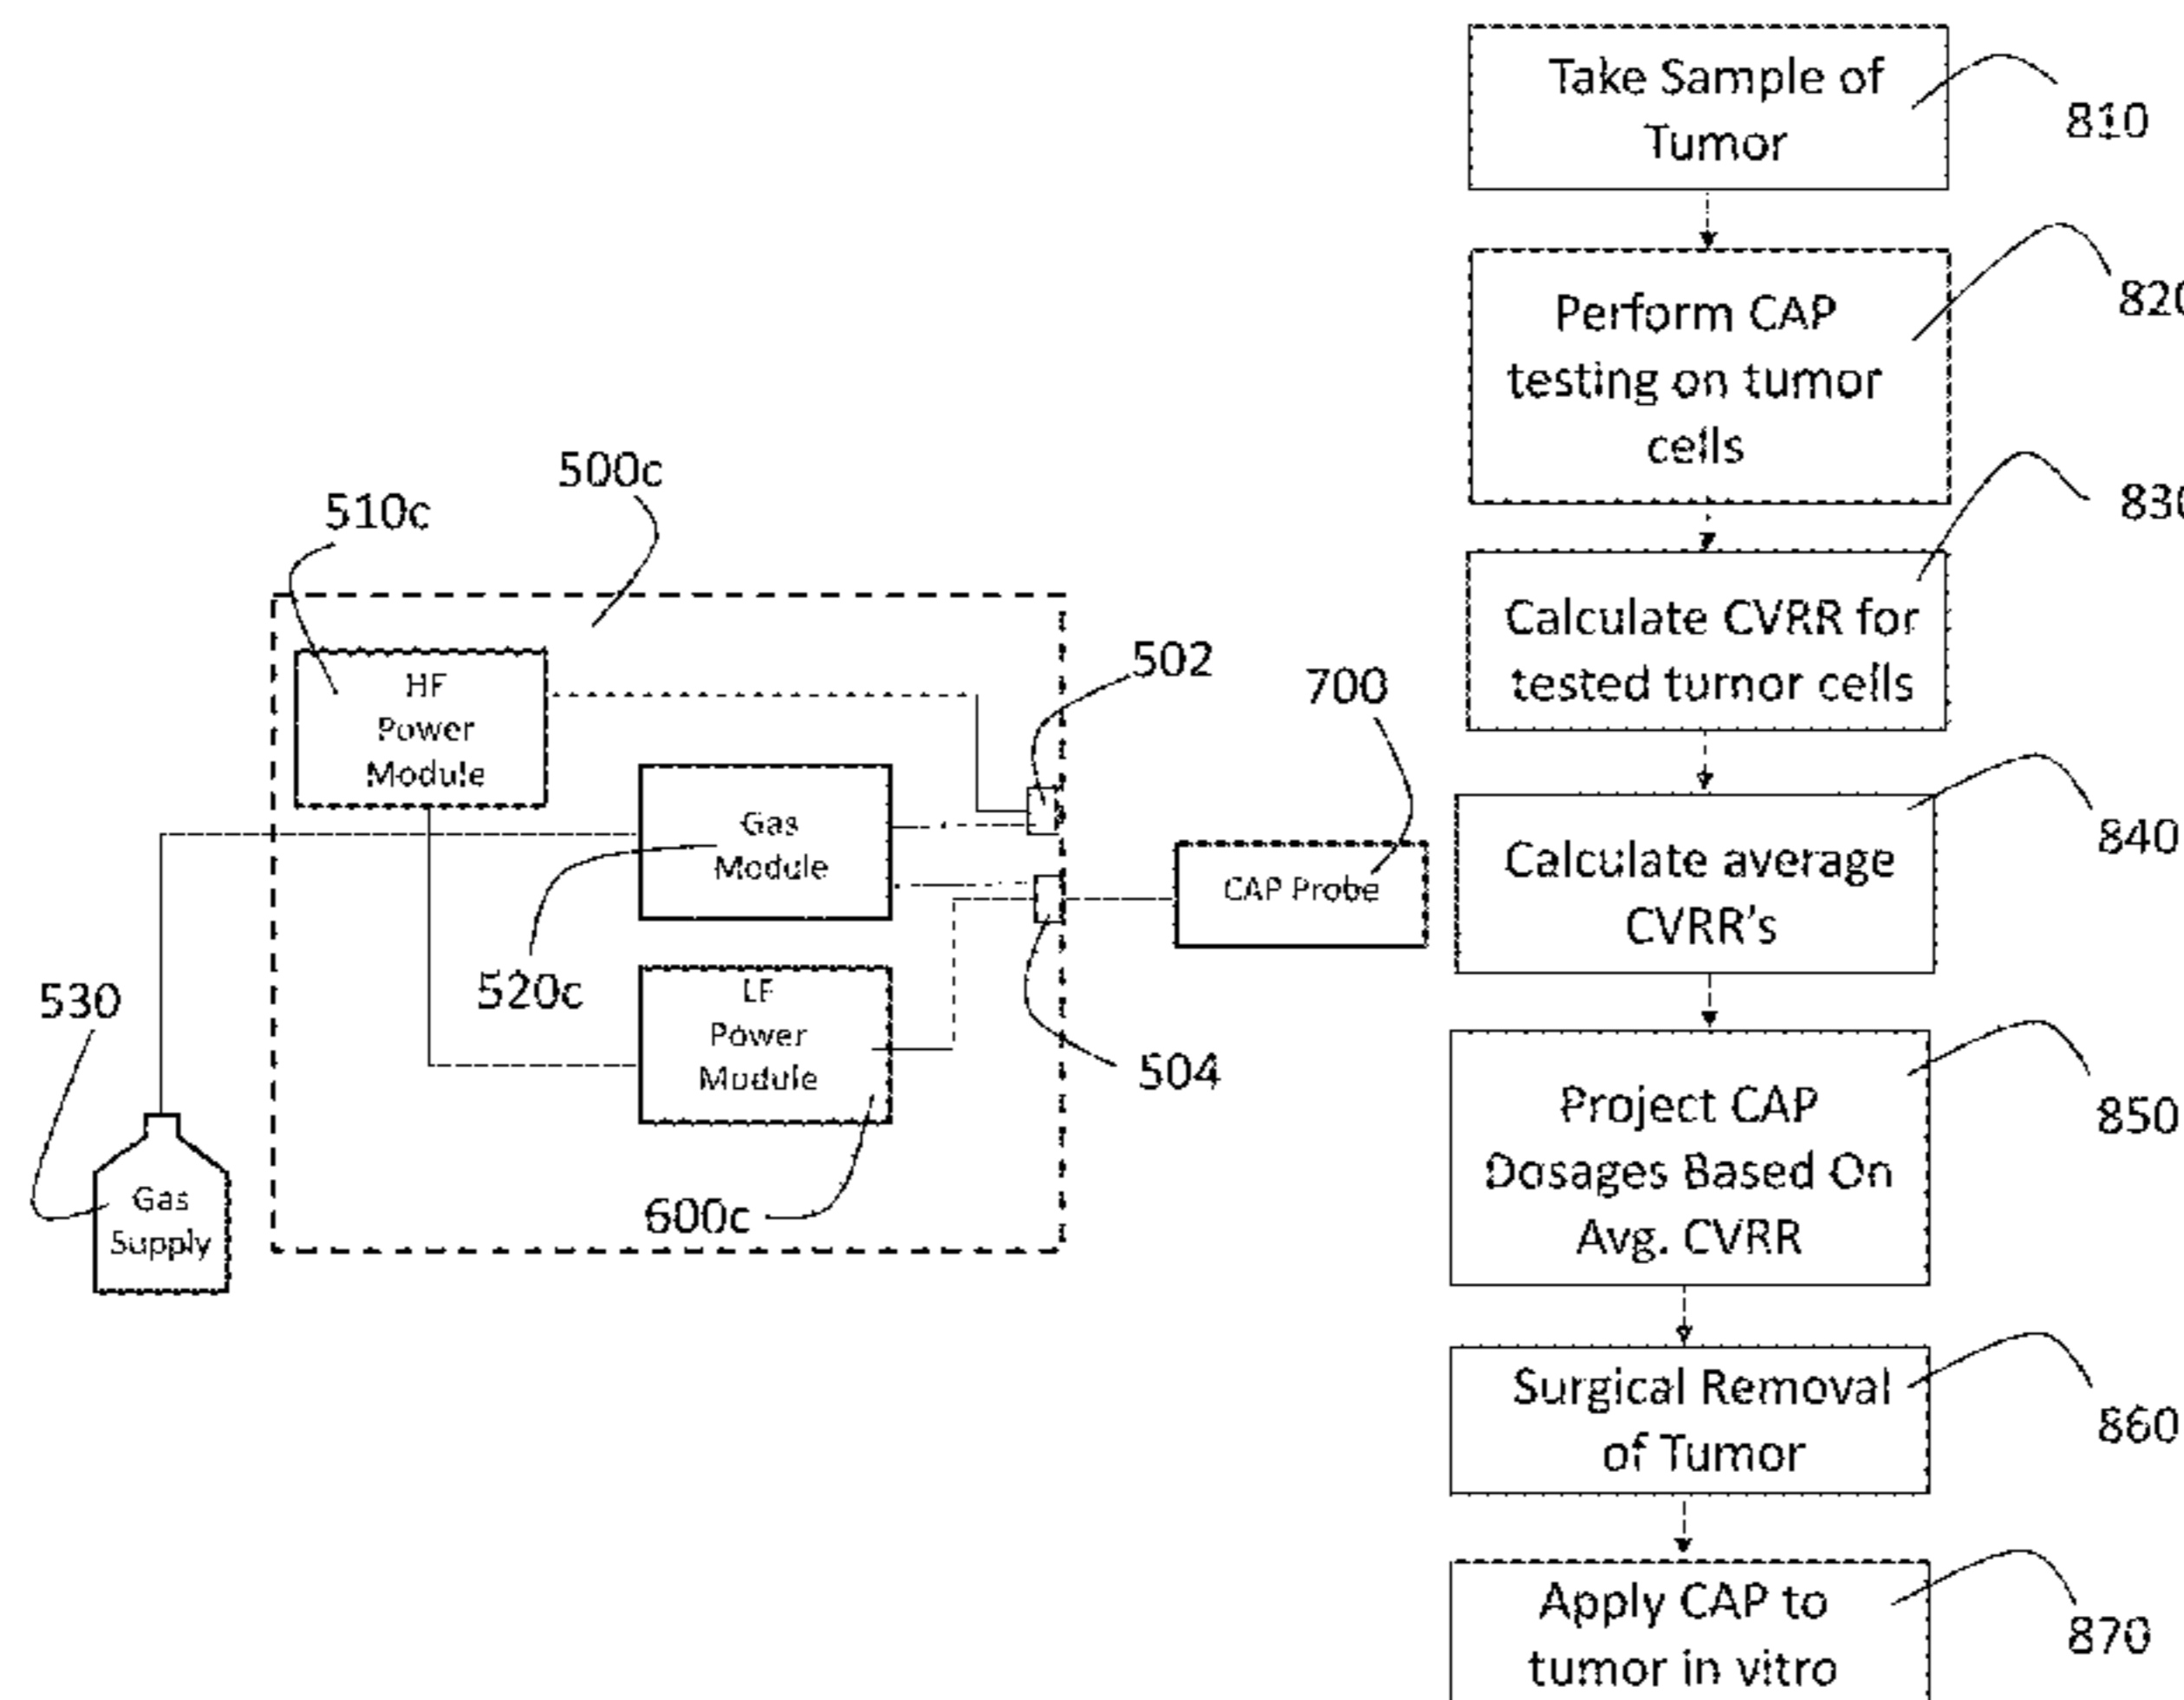 500c
510c
HF
Power
Module
502
700
Gas
Module
CAP Probe
520c
530
LF
Power
Module
504
600c
Gas
Supply
Take Sample of
Tumor
810
Perform CAP
testing on tumor
cells
820
Calculate CVRR for
tested tumor cells
830
Calculate average
CVRR's
840
Project CAP
Dosages Based On
Avg. CVRR
850
Surgical Removal
of Tumor
860
Apply CAP to
tumor in vitro
870